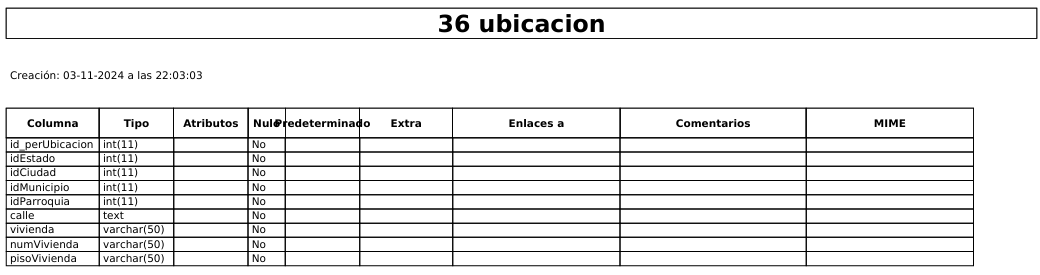 36 ubicacion
Creación: 03-11-2024 a las 22:03:03
Columna Tipo Atributos Nulo Predeterminado Extra Enlaces a Comentarios MIME
id_perUbicacion int(11) No
idEstado int(11) No
idCiudad int(11) No
idMunicipio int(11) No
idParroquia int(11) No
calle text No
vivienda varchar(50) No
numVivienda varchar(50) No
pisoVivienda varchar(50) No